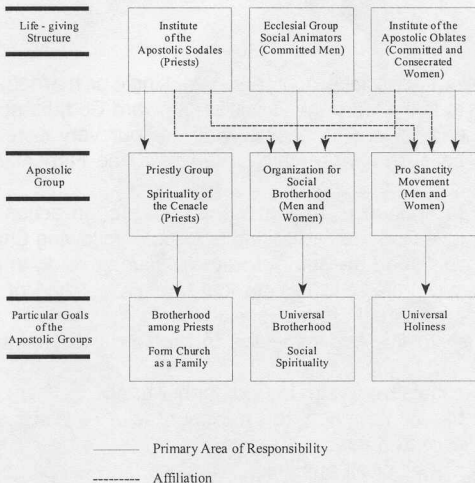 Life - giving
Structure
Institute
of the
Apostolic Sodales
(Priests)
Ecclesial Group
Social Animators
(Committed Men)
Institute of the
Apostolic Oblates
(Committed and
Consecrated
Women)
Apostolic
Group
Priestly Group
Spirituality of
the Cenacle
(Priests)
Organization for
Social
Brotherhood
(Men and
Women)
Pro Sanctity
Movement
(Men and
Women)
Particular Goals
of the
Apostolic Groups
Brotherhood
among Priests
Form Church
as a Family
Universal
Brotherhood
Social
Spirituality
Universal
Holiness
Primary Area of Responsibility
Affiliation